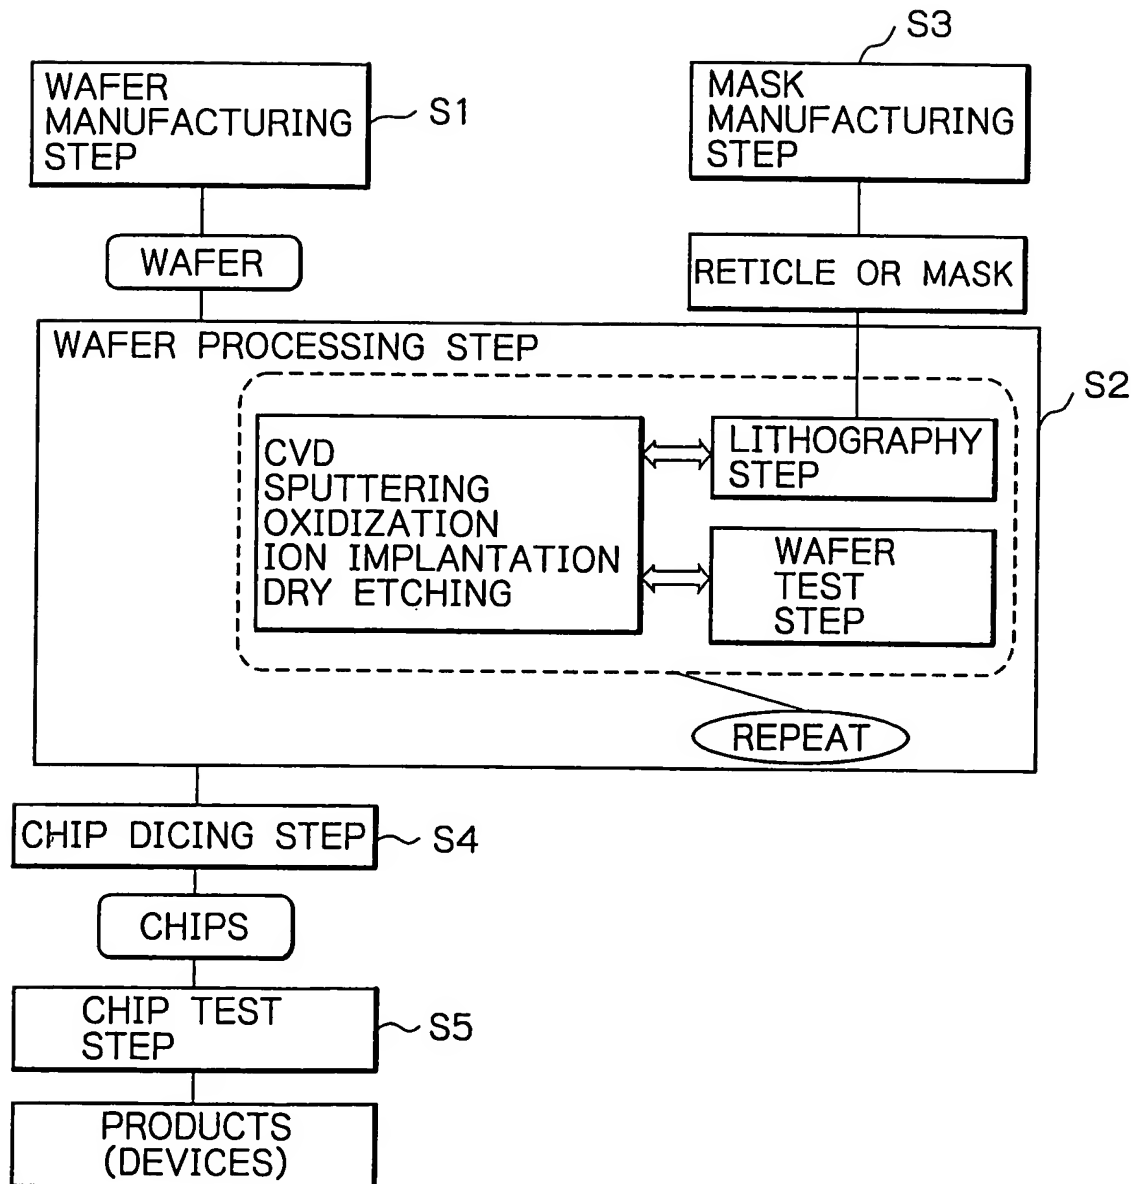 S3
WAFER
MANUFACTURING
STEP
S1
MASK
MANUFACTURING
STEP
WAFER
RETICLE OR MASK
WAFER PROCESSING STEP
S2
CVD
SPUTTERING
OXIDIZATION
ION IMPLANTATION
DRY ETCHING
LITHOGRAPHY
STEP
WAFER
TEST
STEP
REPEAT
CHIP DICING STEP
S4
CHIPS
CHIP TEST
STEP
S5
PRODUCTS
(DEVICES)